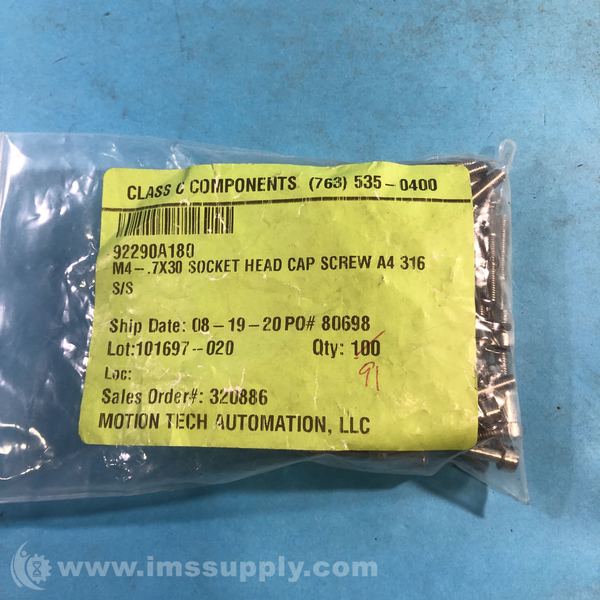 CLASS C COMPONENTS (763) 535-0400
92290A180
M4-.7X30 SOCKET HEAD CAP SCREW A4 316
S/S
Ship Date: 08-19-20 PO# 80698
Lot:101697-020 Qty: 100
91
Loc:
Sales Order#: 320886
MOTION TECH AUTOMATION, LLC
www.imssupply.com